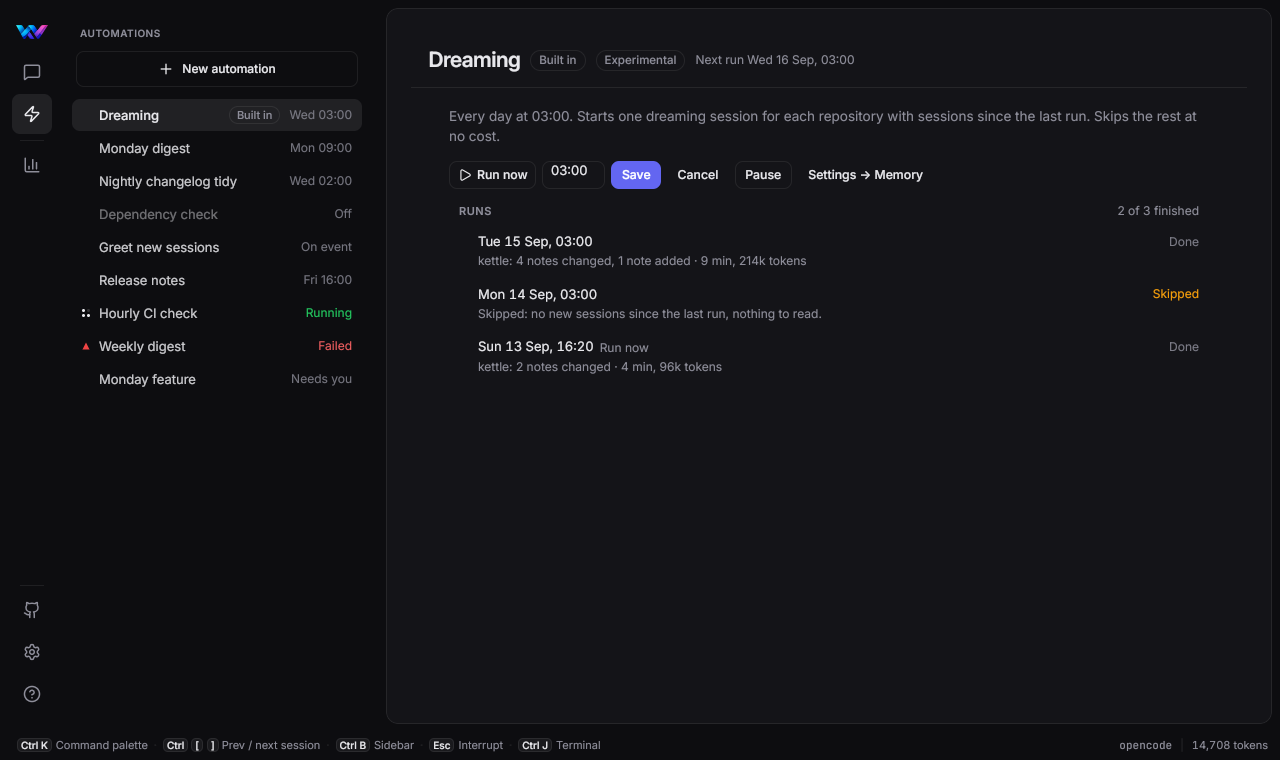 AUTOMATIONS
New automation
Dreaming Built in Wed 03:00
Monday digest Mon 09:00
Nightly changelog tidy Wed 02:00
Dependency check Off
Greet new sessions On event
Release notes Fri 16:00
Hourly CI check Running
Weekly digest Failed
Monday feature Needs you
Dreaming Built in Experimental Next run Wed 16 Sep, 03:00
Every day at 03:00. Starts one dreaming session for each repository with sessions since the last run. Skips the rest at
no cost.
Run now 03:00 Save Cancel Pause Settings → Memory
RUNS 2 of 3 finished
Tue 15 Sep, 03:00 Done
kettle: 4 notes changed, 1 note added · 9 min, 214k tokens
Mon 14 Sep, 03:00 Skipped
Skipped: no new sessions since the last run, nothing to read.
Sun 13 Sep, 16:20 Run now Done
kettle: 2 notes changed · 4 min, 96k tokens
Ctrl K Command palette · Ctrl [ ] Prev / next session · Ctrl B Sidebar · Esc Interrupt · Ctrl J Terminal opencode 14,708 tokens